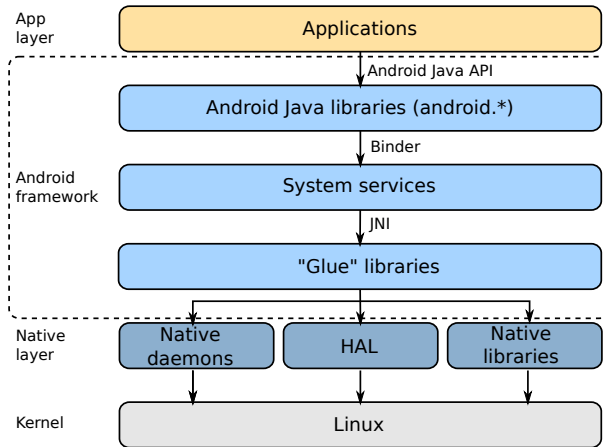 App
layer
Applications
Android Java API
Android Java libraries (android.*)
Binder
Android
framework
System services
JNI
"Glue" libraries
Native
layer
Native
daemons
HAL
Native
libraries
Kernel
Linux